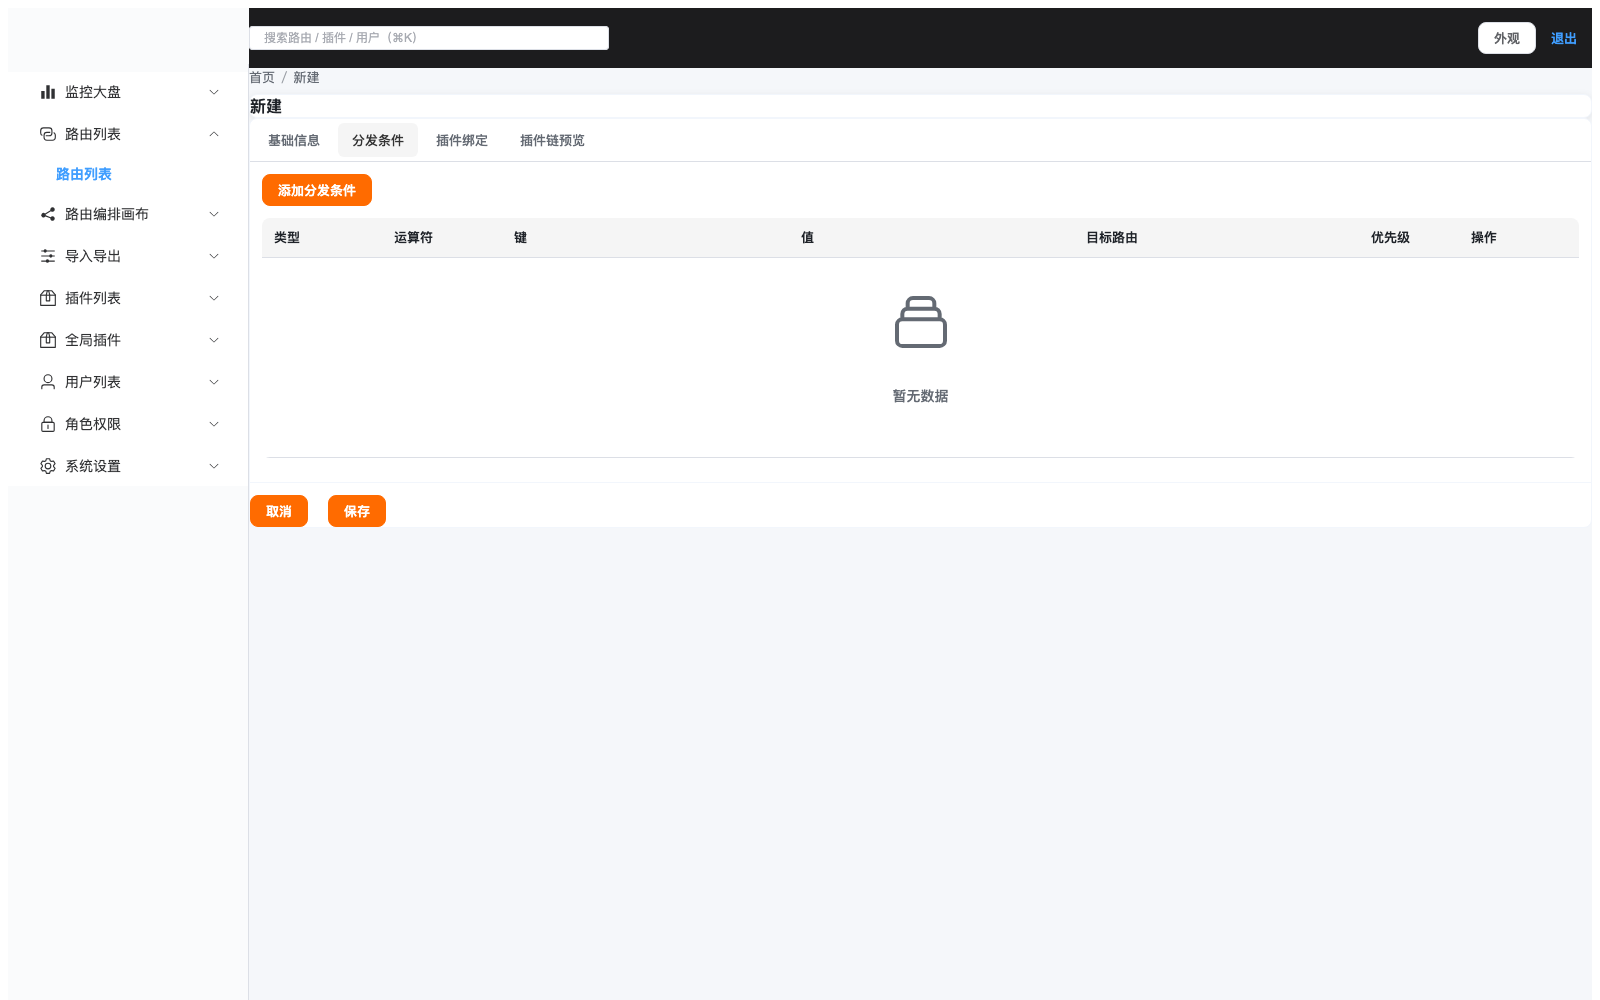 搜索路由 / 插件 / 用户（⌘K）
外观
退出
监控大盘
路由列表
路由列表
路由编排画布
导入导出
插件列表
全局插件
用户列表
角色权限
系统设置
首页 / 新建
新建
基础信息 分发条件 插件绑定 插件链预览
添加分发条件
类型 运算符 键 值 目标路由 优先级 操作
暂无数据
取消 保存